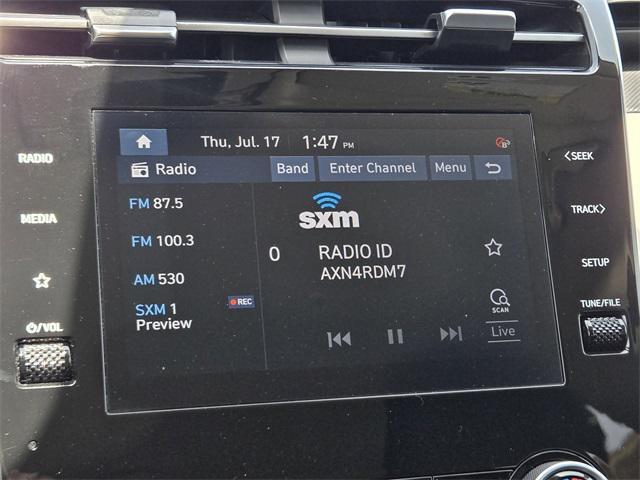 Thu, Jul. 17 1:47 PM
RADIO
MEDIA
⏻/VOL
Radio
Band
Enter Channel
Menu
FM 87.5
FM 100.3
AM 530
SXM 1
Preview
REC
sxm
0 RADIO ID
AXN4RDM7
SCAN
Live
<SEEK
TRACK>
SETUP
TUNE/FILE